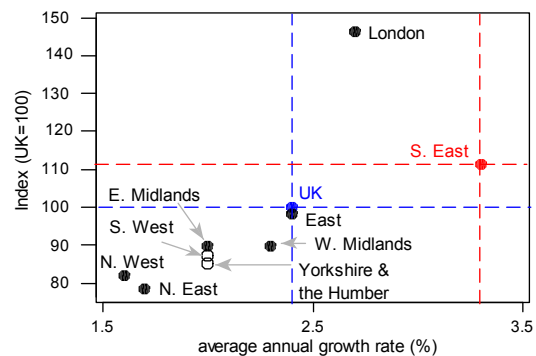 150
140
130
120
110
100
90
80
Index (UK=100)
London
S. East
UK
E. Midlands
East
S. West
W. Midlands
N. West
Yorkshire &
the Humber
N. East
1.5
2.5
3.5
average annual growth rate (%)